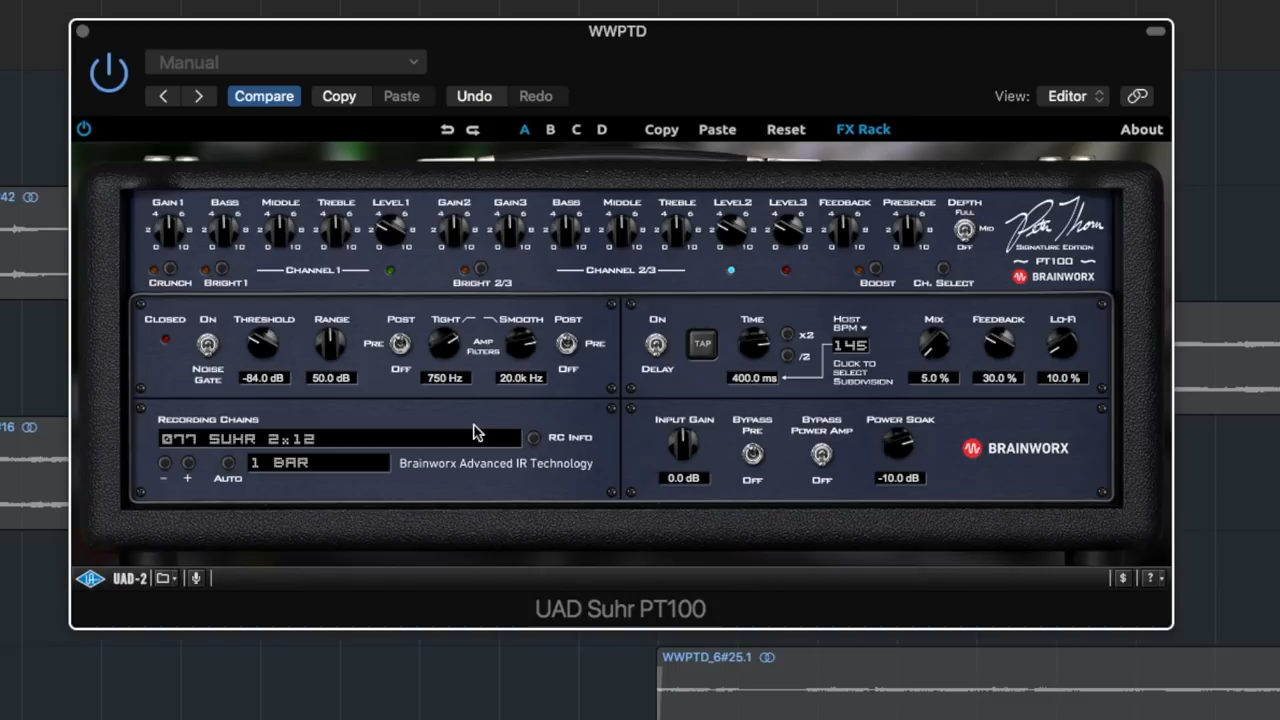 WWPTD
Manual
Compare Copy Paste Undo Redo View: Editor
A B C D Copy Paste Reset FX Rack About
GAIN1 BASS MIDDLE TREBLE LEVEL1 GAIN2 GAIN3 BASS MIDDLE TREBLE LEVEL2 LEVEL3 FEEDBACK PRESENCE DEPTH
FULL
MID
OFF
Pete Thorn
SIGNATURE EDITION
PT100
BRAINWORX
CRUNCH BRIGHT1 CHANNEL1 BRIGHT 2/3 CHANNEL 2/3 BOOST CH. SELECT
#42
CLOSED ON THRESHOLD RANGE POST TIGHT SMOOTH POST
PRE AMP FILTERS PRE
NOISE GATE OFF OFF
-84.0 dB 50.0 dB 750 Hz 20.0k Hz
ON TIME HOST BPM MIX FEEDBACK LO-FI
TAP x2 145
/2
DELAY CLICK TO SELECT SUBDIVISION
400.0 ms 5.0 % 30.0 % 10.0 %
#16
RECORDING CHAINS
077 SUHR 2x12 RC INFO
- + AUTO 1 BAR Brainworx Advanced IR Technology
INPUT GAIN BYPASS PRE BYPASS POWER AMP POWER SOAK
BRAINWORX
0.0 dB OFF OFF -10.0 dB
UAD-2 $ ?
UAD Suhr PT100
WWPTD_6#25.1